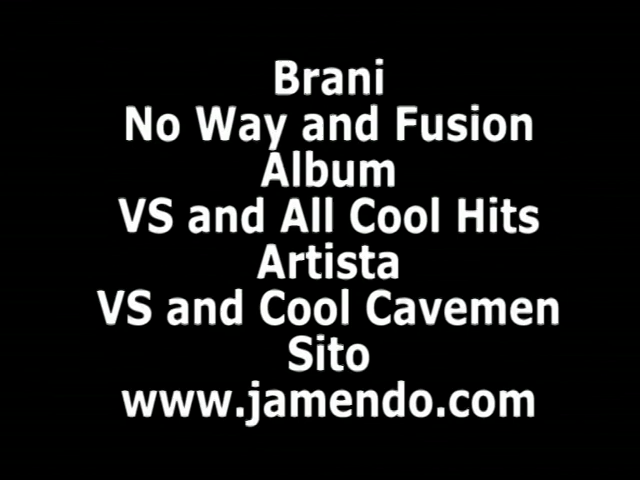 Brani
No Way and Fusion
Album
VS and All Cool Hits
Artista
VS and Cool Cavemen
Sito
www.jamendo.com